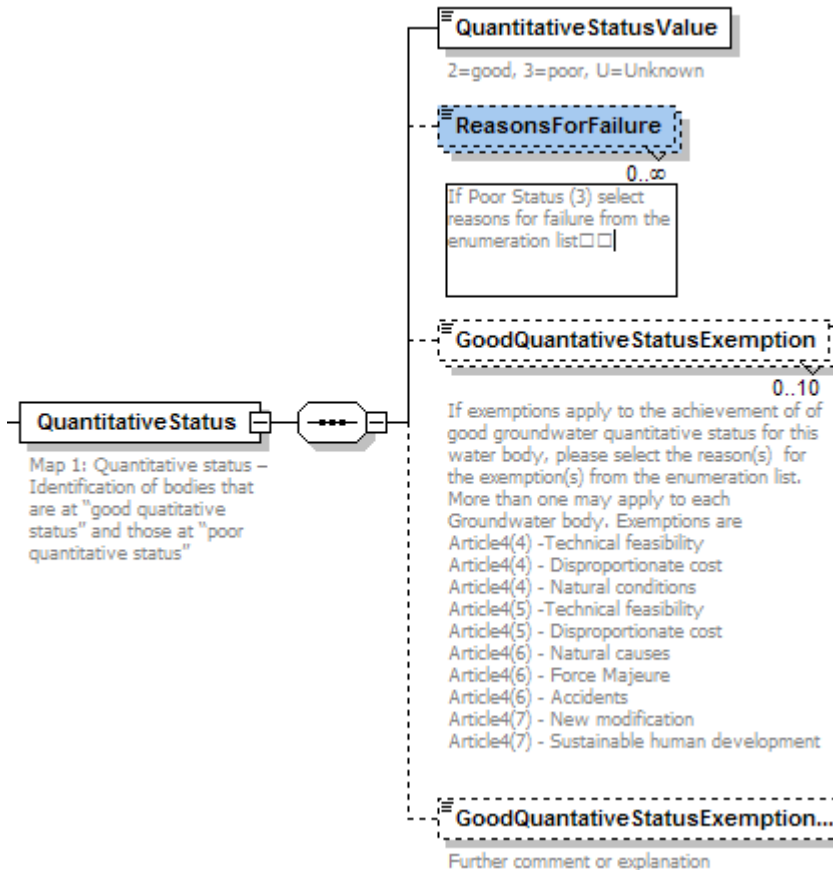 QuantitativeStatusValue
2=good, 3=poor, U=Unknown
ReasonsForFailure
0..∞
If Poor Status (3) select
reasons for failure from the
enumeration list□□
GoodQuantativeStatusExemption
0..10
If exemptions apply to the achievement of of
good groundwater quantitative status for this
water body, please select the reason(s) for
the exemption(s) from the enumeration list.
More than one may apply to each
Groundwater body. Exemptions are
Article4(4) -Technical feasibility
Article4(4) - Disproportionate cost
Article4(4) - Natural conditions
Article4(5) -Technical feasibility
Article4(5) - Disproportionate cost
Article4(6) - Natural causes
Article4(6) - Force Majeure
Article4(6) - Accidents
Article4(7) - New modification
Article4(7) - Sustainable human development
QuantitativeStatus
Map 1: Quantitative status –
Identification of bodies that
are at “good quatitative
status” and those at “poor
quantitative status”
GoodQuantativeStatusExemption...
Further comment or explanation